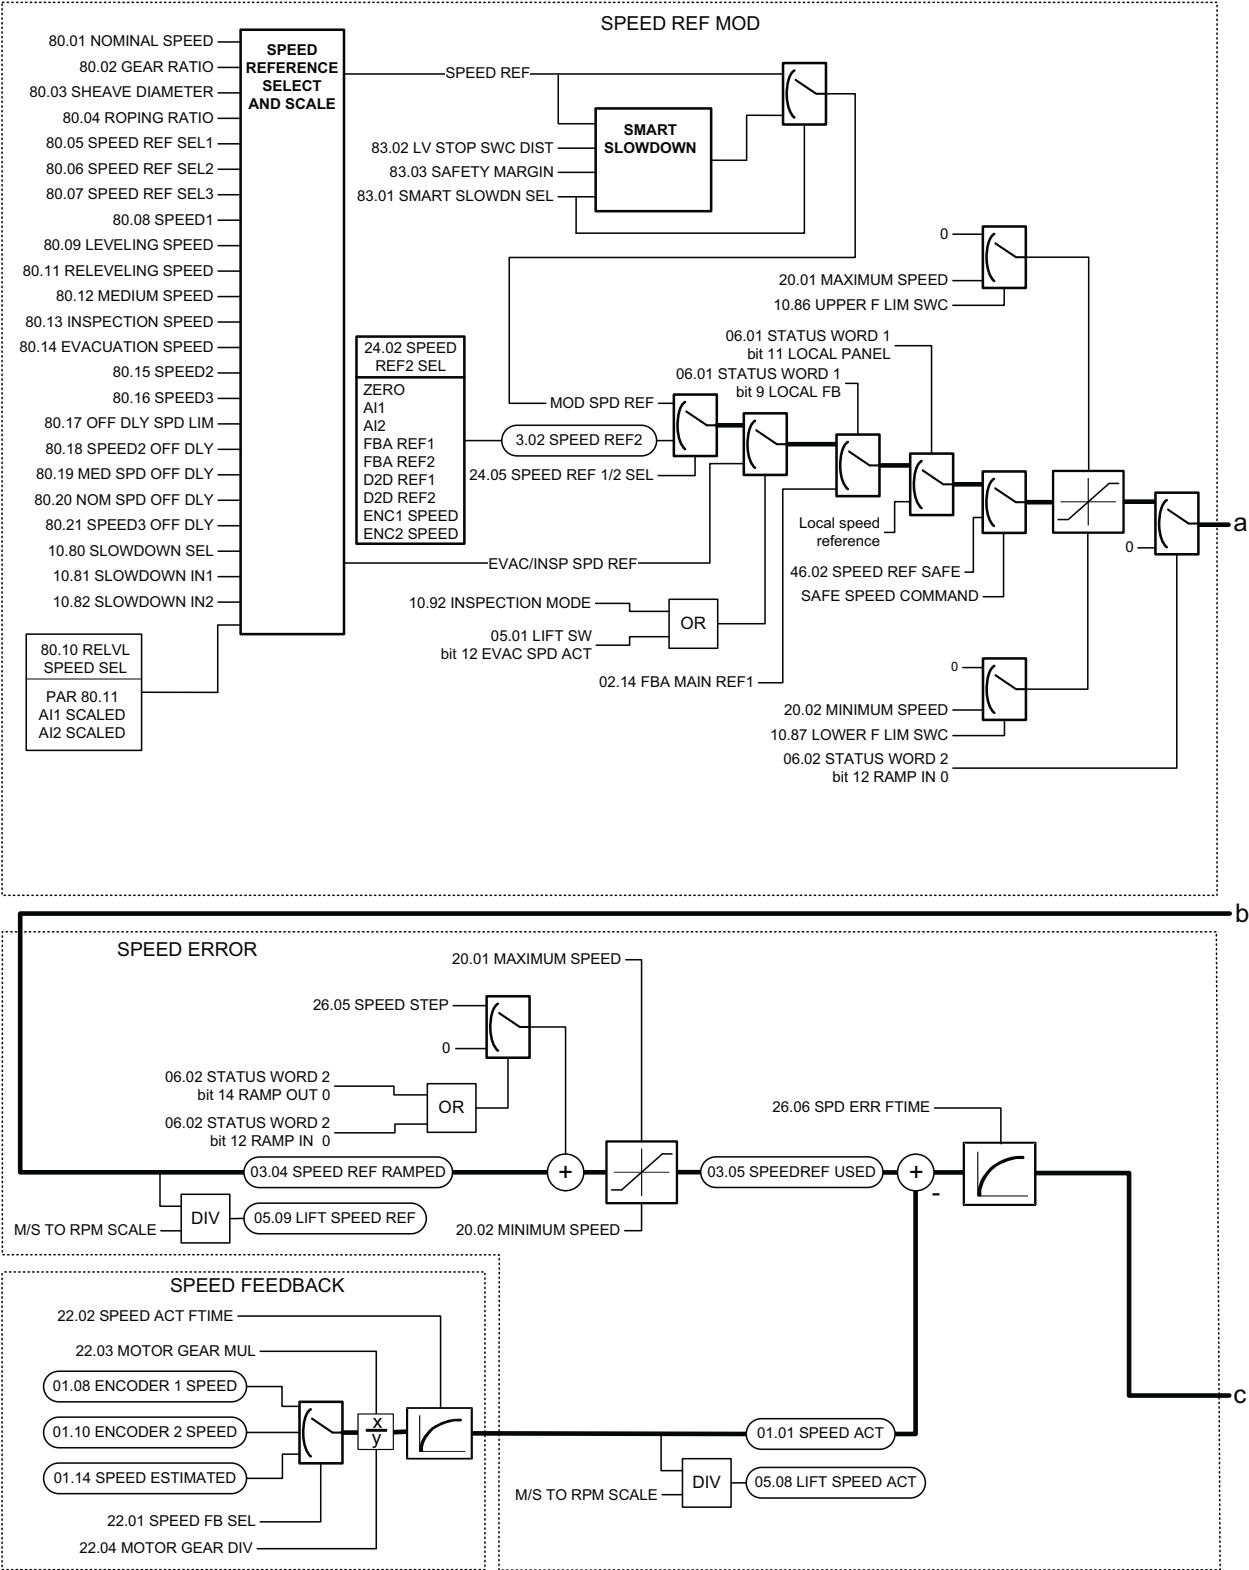 SPEED REF MOD
80.01 NOMINAL SPEED
80.02 GEAR RATIO
80.03 SHEAVE DIAMETER
80.04 ROPING RATIO
80.05 SPEED REF SEL1
80.06 SPEED REF SEL2
80.07 SPEED REF SEL3
80.08 SPEED1
80.09 LEVELING SPEED
80.11 RELEVELING SPEED
80.12 MEDIUM SPEED
80.13 INSPECTION SPEED
80.14 EVACUATION SPEED
80.15 SPEED2
80.16 SPEED3
80.17 OFF DLY SPD LIM
80.18 SPEED2 OFF DLY
80.19 MED SPD OFF DLY
80.20 NOM SPD OFF DLY
80.21 SPEED3 OFF DLY
10.80 SLOWDOWN SEL
10.81 SLOWDOWN IN1
10.82 SLOWDOWN IN2
80.10 RELVL
SPEED SEL
PAR 80.11
AI1 SCALED
AI2 SCALED
SPEED
REFERENCE
SELECT
AND SCALE
SPEED REF
SMART
SLOWDOWN
83.02 LV STOP SWC DIST
83.03 SAFETY MARGIN
83.01 SMART SLOWDN SEL
24.02 SPEED
REF2 SEL
ZERO
AI1
AI2
FBA REF1
FBA REF2
D2D REF1
D2D REF2
ENC1 SPEED
ENC2 SPEED
MOD SPD REF
3.02 SPEED REF2
24.05 SPEED REF 1/2 SEL
EVAC/INSP SPD REF
10.92 INSPECTION MODE
05.01 LIFT SW
bit 12 EVAC SPD ACT
OR
02.14 FBA MAIN REF1
06.01 STATUS WORD 1
bit 11 LOCAL PANEL
06.01 STATUS WORD 1
bit 9 LOCAL FB
0
20.01 MAXIMUM SPEED
10.86 UPPER F LIM SWC
Local speed
reference
46.02 SPEED REF SAFE
SAFE SPEED COMMAND
0
a
0
20.02 MINIMUM SPEED
10.87 LOWER F LIM SWC
06.02 STATUS WORD 2
bit 12 RAMP IN 0
b
SPEED ERROR
20.01 MAXIMUM SPEED
26.05 SPEED STEP
0
06.02 STATUS WORD 2
bit 14 RAMP OUT 0
06.02 STATUS WORD 2
bit 12 RAMP IN 0
OR
26.06 SPD ERR FTIME
03.04 SPEED REF RAMPED
+
03.05 SPEEDREF USED
+
-
M/S TO RPM SCALE
DIV
05.09 LIFT SPEED REF
20.02 MINIMUM SPEED
SPEED FEEDBACK
22.02 SPEED ACT FTIME
22.03 MOTOR GEAR MUL
01.08 ENCODER 1 SPEED
01.10 ENCODER 2 SPEED
01.14 SPEED ESTIMATED
x
y
22.01 SPEED FB SEL
22.04 MOTOR GEAR DIV
01.01 SPEED ACT
M/S TO RPM SCALE
DIV
05.08 LIFT SPEED ACT
c